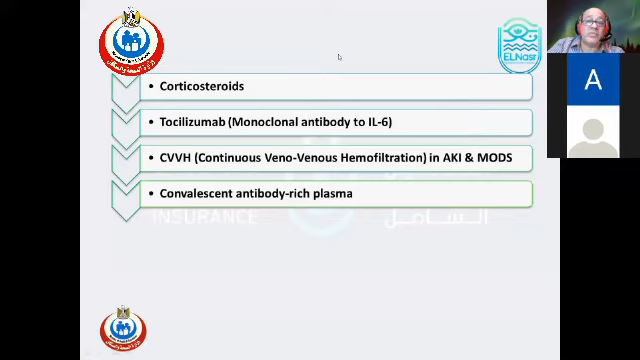 ELNasr
• Corticosteroids
• Tocilizumab (Monoclonal antibody to IL-6)
• CVVH (Continuous Veno-Venous Hemofiltration) in AKI & MODS
• Convalescent antibody-rich plasma
INSURANCE
الشامل
A